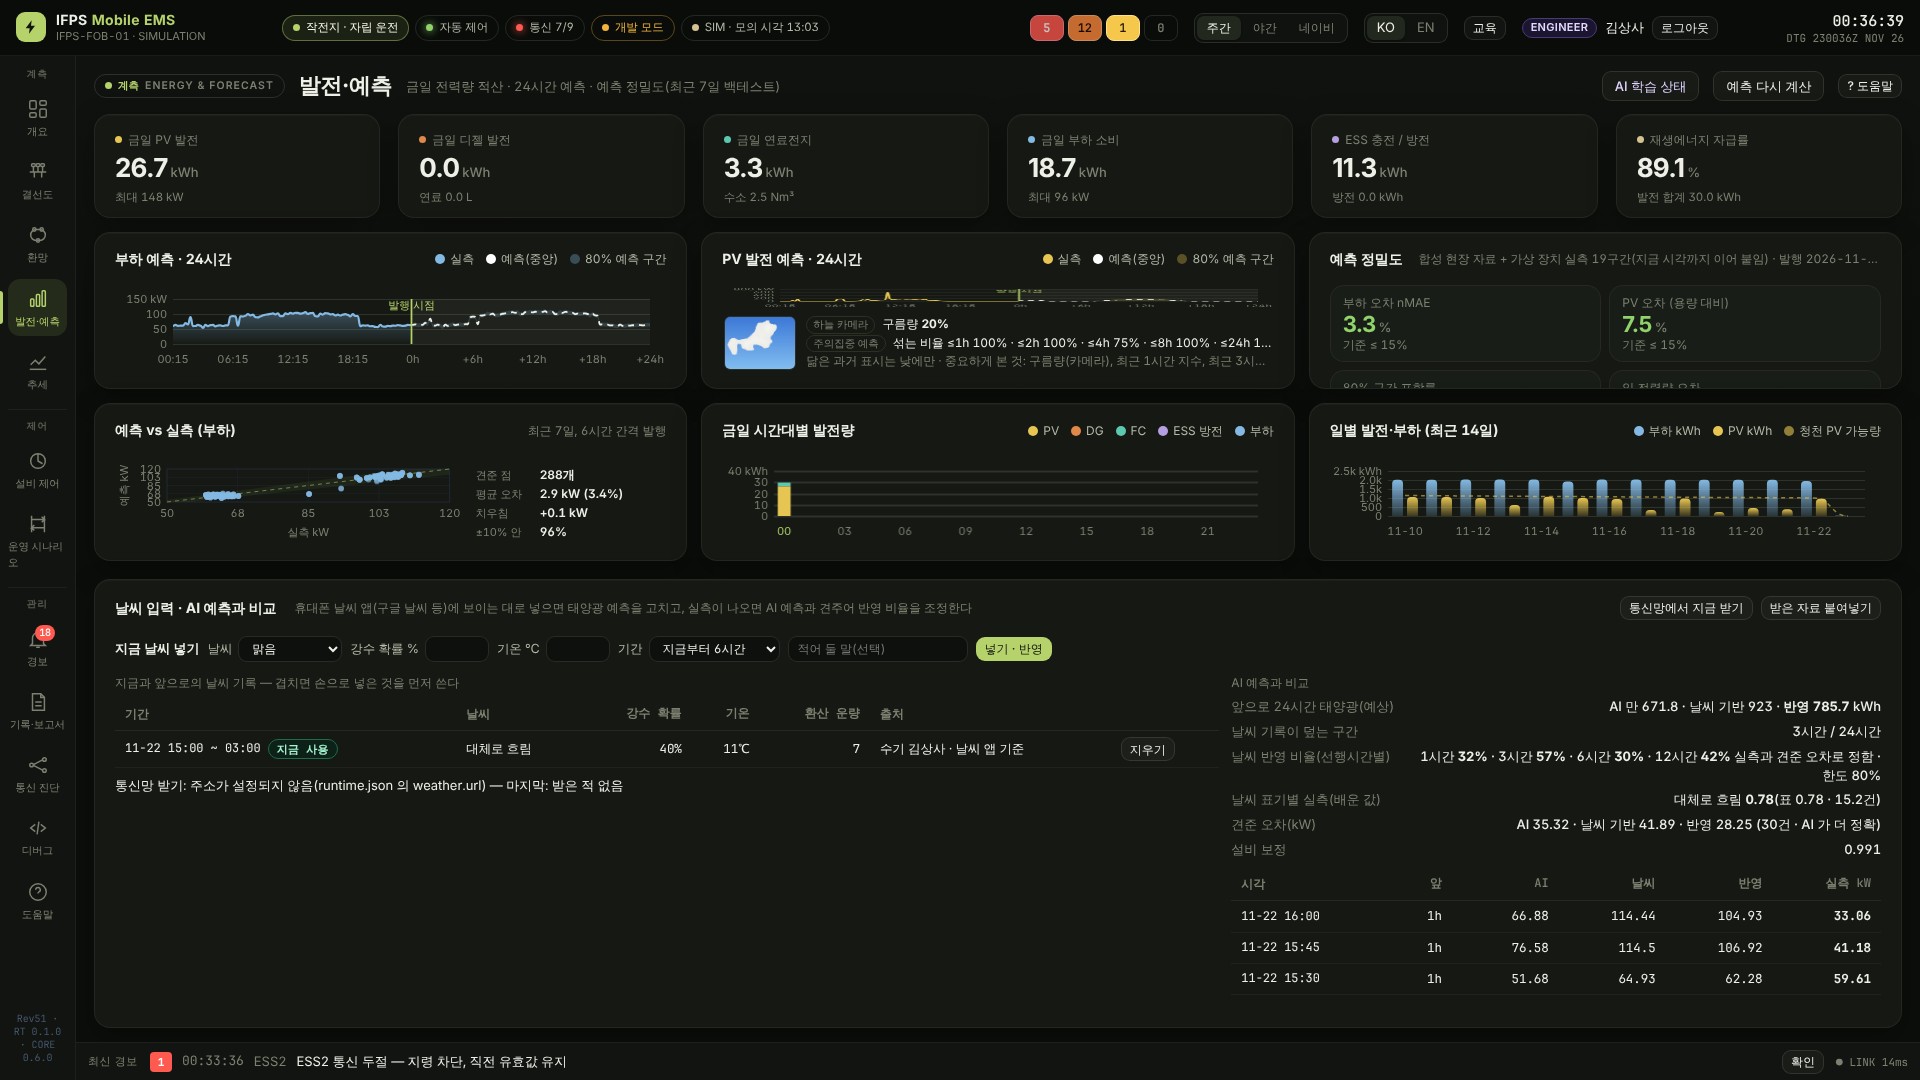 IFPS Mobile EMS
IFPS-FOB-01 · SIMULATION
작전지 · 자립 운전
자동 제어
통신 7/9
개발 모드
SIM · 모의 시각 13:03
5
12
1
0
주간
야간
네이비
KO
EN
교육
ENGINEER
김상사
로그아웃
00:36:39
DTG 230036Z NOV 26
계측
개요
결선도
환망
발전·예측
추세
제어
설비 제어
운영 시나리오
관리
18
경보
기록·보고서
통신 진단
디버그
도움말
RevS1 · RT 0.1.0 · CORE 0.6.0
계측 ENERGY & FORECAST
발전·예측
금일 전력량 적산 · 24시간 예측 · 예측 정밀도(최근 7일 백테스트)
AI 학습 상태
예측 다시 계산
? 도움말
금일 PV 발전
26.7 kWh
최대 148 kW
금일 디젤 발전
0.0 kWh
연료 0.0 L
금일 연료전지
3.3 kWh
수소 2.5 Nm³
금일 부하 소비
18.7 kWh
최대 96 kW
ESS 충전 / 방전
11.3 kWh
방전 0.0 kWh
재생에너지 자급률
89.1 %
발전 합계 30.0 kWh
부하 예측 · 24시간
실측
예측(중앙)
80% 예측 구간
150 kW
100
50
0
발행 시점
00:15 06:15 12:15 18:15 0h +6h +12h +18h +24h
PV 발전 예측 · 24시간
실측
예측(중앙)
80% 예측 구간
하늘 카메라 구름량 20%
주의집중 예측 섞는 비율 ≤1h 100% · ≤2h 100% · ≤4h 75% · ≤8h 100% · ≤24h 1...
닮은 과거 표시는 낮에만 · 중요하게 본 것: 구름량(카메라), 최근 1시간 지수, 최근 3시...
예측 정밀도
합성 현장 자료 + 가상 장치 실측 19구간(지금 시각까지 이어 붙임) · 발행 2026-11-...
부하 오차 nMAE
3.3 %
기준 ≤ 15%
PV 오차 (용량 대비)
7.5 %
기준 ≤ 15%
예측 vs 실측 (부하)
최근 7일, 6시간 간격 발행
예측 kW
120
103
85
68
50
50 68 85 103 120
실측 kW
견준 점 288개
평균 오차 2.9 kW (3.4%)
치우침 +0.1 kW
±10% 안 96%
금일 시간대별 발전량
PV
DG
FC
ESS 방전
부하
40 kWh
30
20
10
0
00 03 06 09 12 15 18 21
일별 발전·부하 (최근 14일)
부하 kWh
PV kWh
청천 PV 가능량
2.5k kWh
2.0k
1.5k
1.0k
500
0
11-10 11-12 11-14 11-16 11-18 11-20 11-22
날씨 입력 · AI 예측과 비교
휴대폰 날씨 앱(구글 날씨 등)에 보이는 대로 넣으면 태양광 예측을 고치고, 실측이 나오면 AI 예측과 견주어 반영 비율을 조정한다
통신망에서 지금 받기
받은 자료 붙여넣기
지금 날씨 넣기 날씨 맑음 강수 확률 % 기온 °C 기간 지금부터 6시간 적어 둘 말(선택) 넣기 · 반영
지금과 앞으로의 날씨 기록 — 겹치면 손으로 넣은 것을 먼저 쓴다
기간 날씨 강수 확률 기온 환산 운량 출처
11-22 15:00 ~ 03:00 지금 사용 대체로 흐림 40% 11℃ 7 수기 김상사 · 날씨 앱 기준 지우기
통신망 받기: 주소가 설정되지 않음(runtime.json 의 weather.url) — 마지막: 받은 적 없음
AI 예측과 비교
앞으로 24시간 태양광(예상) AI 만 671.8 · 날씨 기반 923 · 반영 785.7 kWh
날씨 기록이 덮는 구간 3시간 / 24시간
날씨 반영 비율(선행시간별) 1시간 32% · 3시간 57% · 6시간 30% · 12시간 42% 실측과 견준 오차로 정함 ·
한도 80%
날씨 표기별 실측(배운 값) 대체로 흐림 0.78(표 0.78 · 15.2건)
견준 오차(kW) AI 35.32 · 날씨 기반 41.89 · 반영 28.25 (30건 · AI 가 더 정확)
설비 보정 0.991
시각 앞 AI 날씨 반영 실측 kW
11-22 16:00 1h 66.88 114.44 104.93 33.06
11-22 15:45 1h 76.58 114.5 106.92 41.18
11-22 15:30 1h 51.68 64.93 62.28 59.61
최신 경보 1 00:33:36 ESS2 ESS2 통신 두절 — 지령 차단, 직전 유효값 유지
확인
LINK 14ms